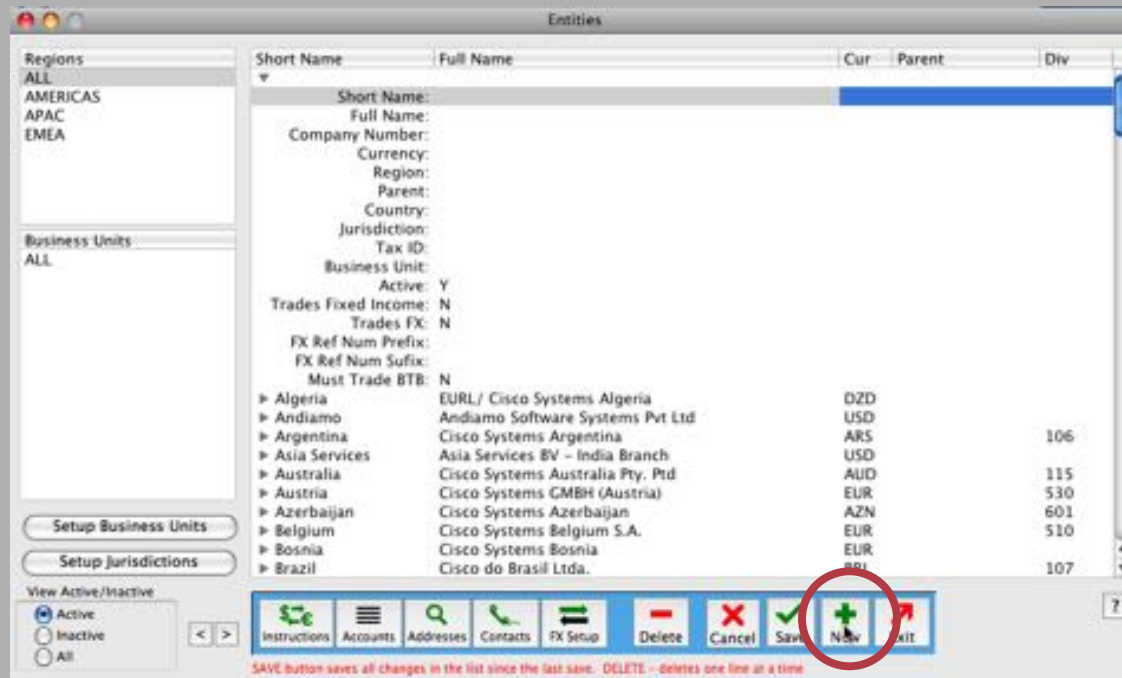 Entities
Regions
ALL
AMERICAS
APAC
EMEA
Business Units
ALL
Setup Business Units
Setup Jurisdictions
View Active/Inactive
Active
Inactive
All
< >
Short Name Full Name Cur Parent Div
Short Name:
Full Name:
Company Number:
Currency:
Region:
Parent:
Country:
Jurisdiction:
Tax ID:
Business Unit:
Active: Y
Trades Fixed Income: N
Trades FX: N
FX Ref Num Prefix:
FX Ref Num Sufix:
Must Trade BTB: N
Algeria EURL/ Cisco Systems Algeria DZD
Andiamo Andiamo Software Systems Pvt Ltd USD
Argentina Cisco Systems Argentina ARS 106
Asia Services Asia Services BV - India Branch USD
Australia Cisco Systems Australia Pty. Ptd AUD 115
Austria Cisco Systems GMBH (Austria) EUR 530
Azerbaijan Cisco Systems Azerbaijan AZN 601
Belgium Cisco Systems Belgium S.A. EUR 510
Bosnia Cisco Systems Bosnia EUR
Brazil Cisco do Brasil Ltda. BRL 107
Instructions Accounts Addresses Contacts FX Setup Delete Cancel Save New Exit
?
SAVE button saves all changes in the list since the last save. DELETE - deletes one line at a time